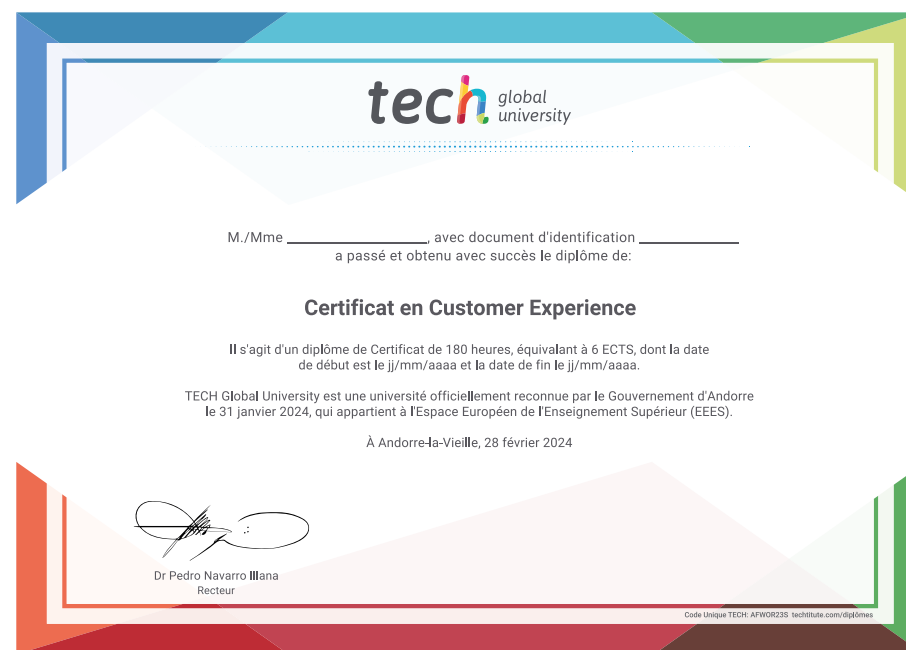 tech global university
M./Mme ____________, avec document d'identification ____________
a passé et obtenu avec succès le diplôme de:
Certificat en Customer Experience
Il s'agit d'un diplôme de Certificat de 180 heures, équivalant à 6 ECTS, dont la date
de début est le jj/mm/aaaa et la date de fin le jj/mm/aaaa.
TECH Global University est une université officiellement reconnue par le Gouvernement d'Andorre
le 31 janvier 2024, qui appartient à l'Espace Européen de l'Enseignement Supérieur (EEES).
À Andorre-la-Vieille, 28 février 2024
Dr Pedro Navarro Illana
Recteur
Code Unique TECH: AFWOR23S techtitute.com/diplômes